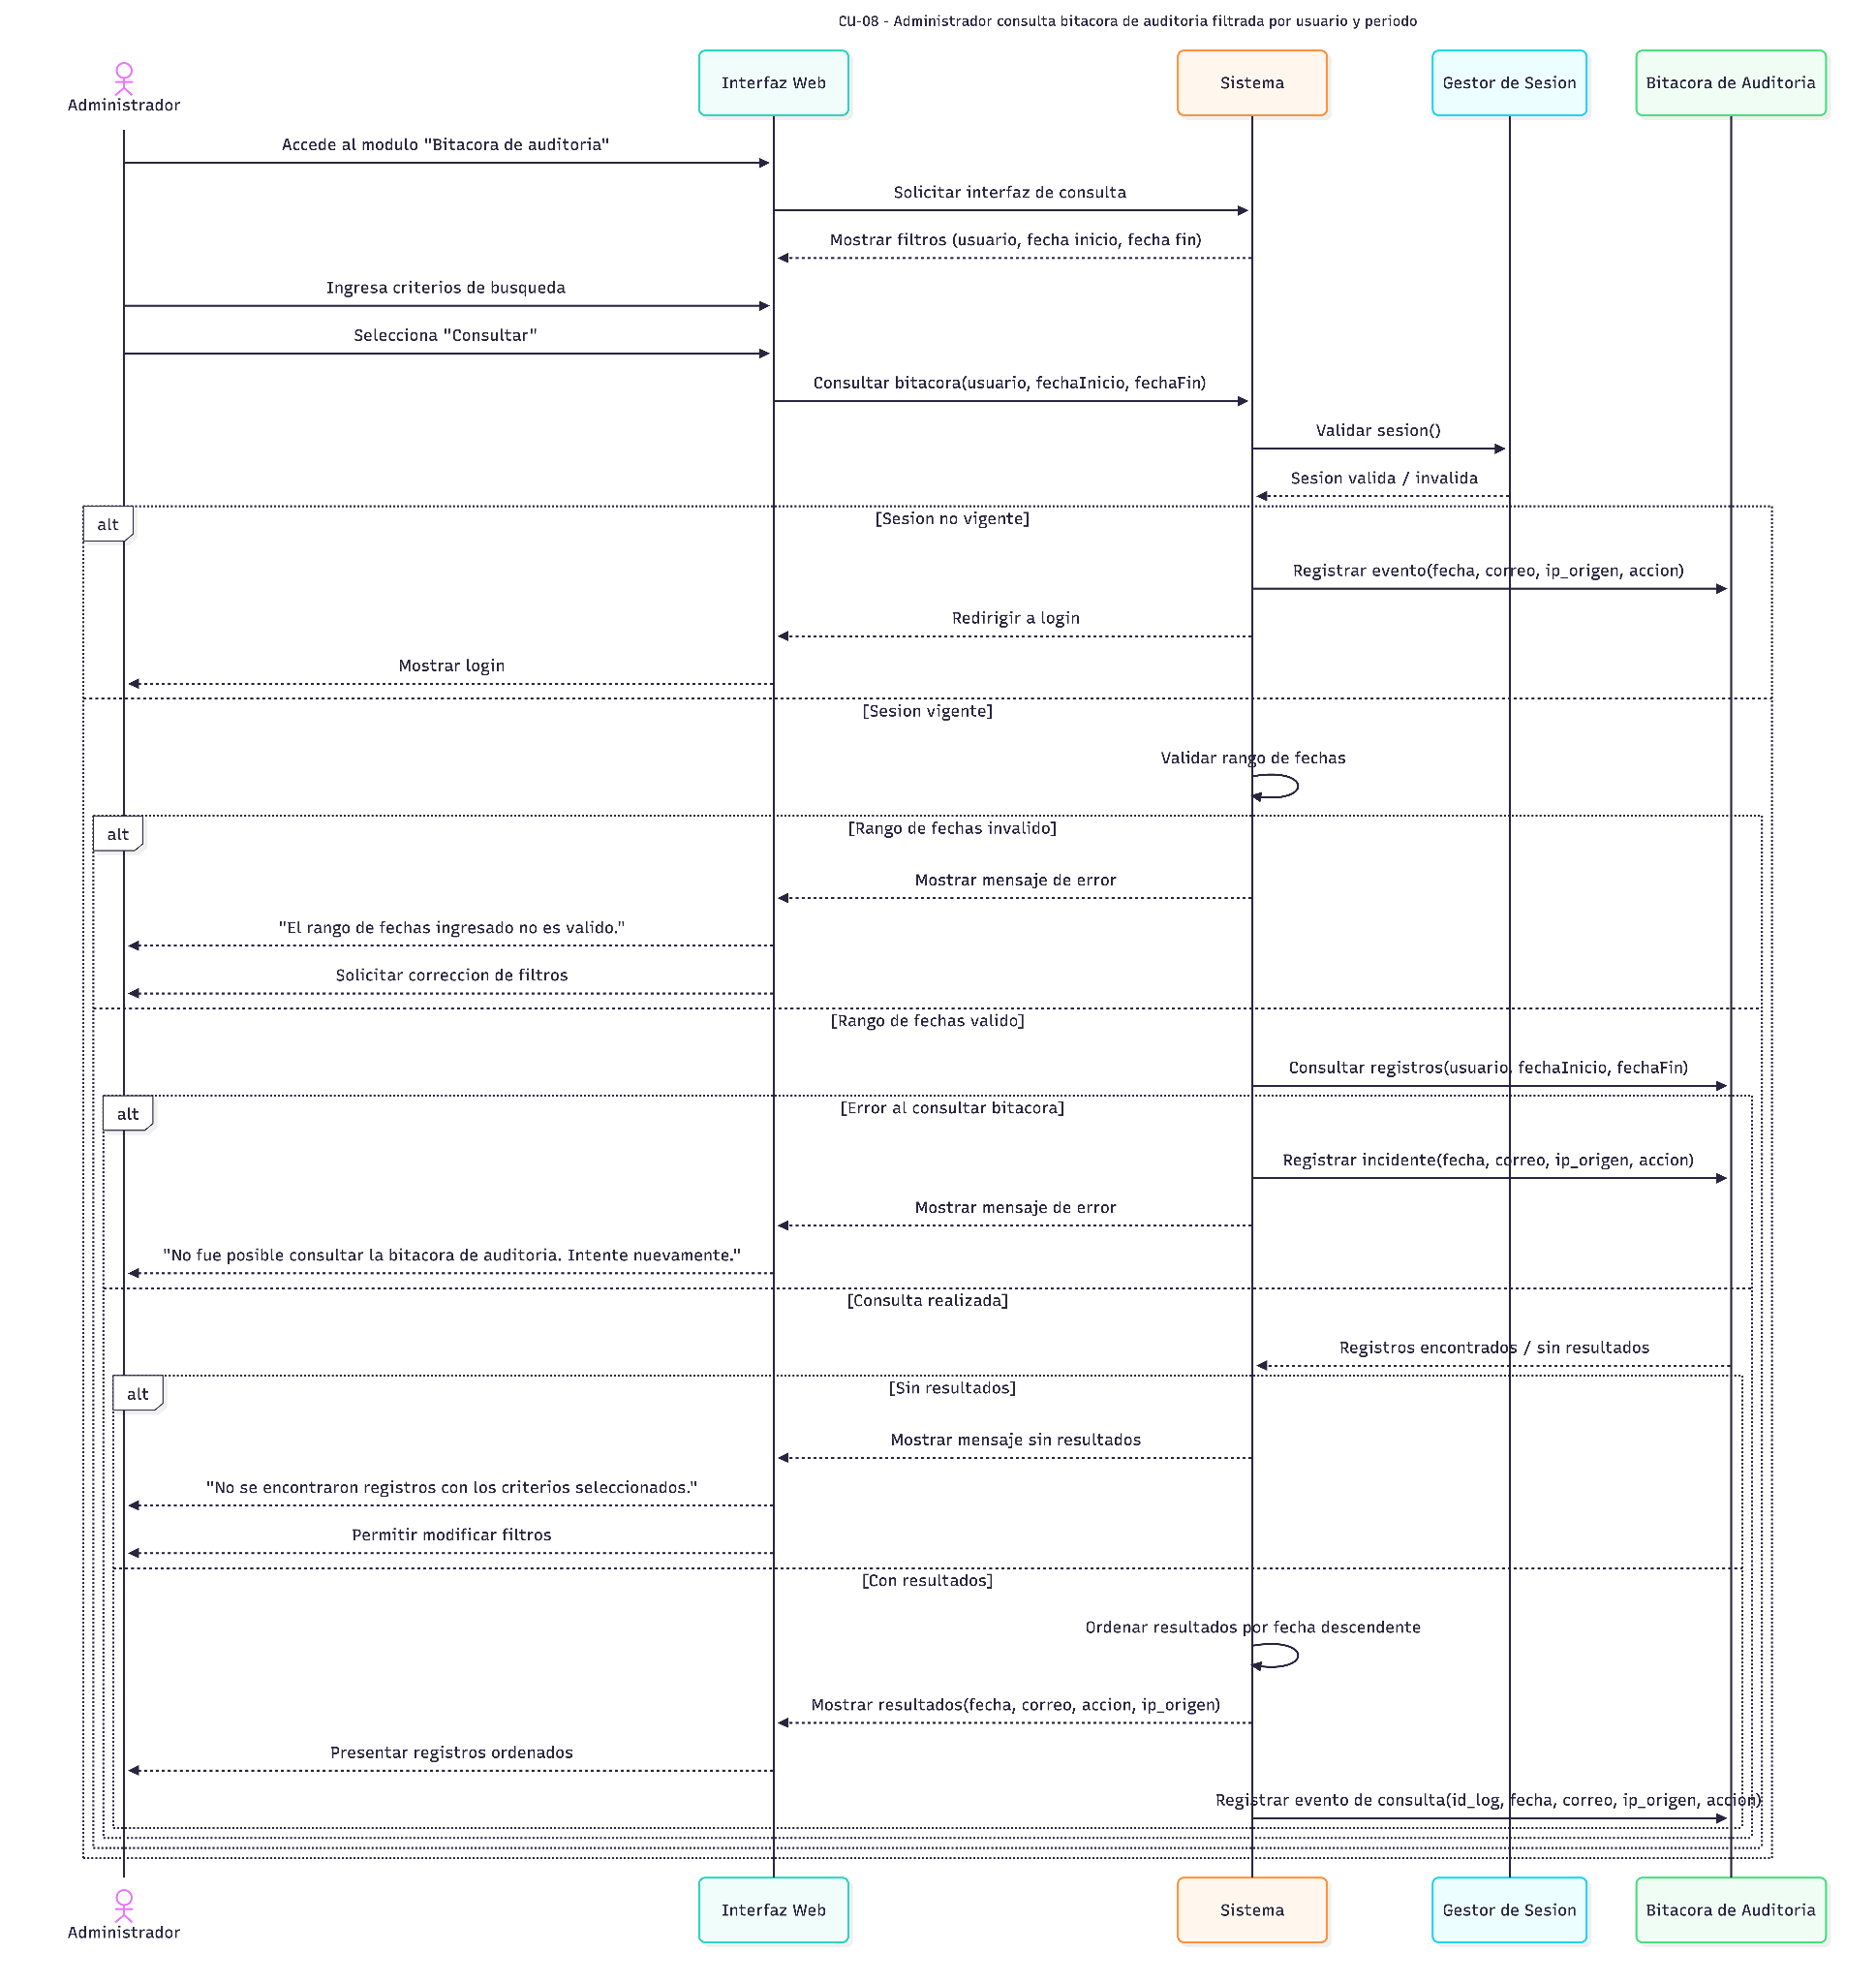 CU-08 - Administrador consulta bitacora de auditoria filtrada por usuario y periodo
Administrador
Interfaz Web
Sistema
Gestor de Sesion
Bitacora de Auditoria
Accede al modulo "Bitacora de auditoria"
Solicitar interfaz de consulta
Mostrar filtros (usuario, fecha inicio, fecha fin)
Ingresa criterios de busqueda
Selecciona "Consultar"
Consultar bitacora(usuario, fechaInicio, fechaFin)
Validar sesion()
Sesion valida / invalida
alt
[Sesion no vigente]
Registrar evento(fecha, correo, ip_origen, accion)
Redirigir a login
Mostrar login
[Sesion vigente]
Validar rango de fechas
alt
[Rango de fechas invalido]
Mostrar mensaje de error
"El rango de fechas ingresado no es valido."
Solicitar correccion de filtros
[Rango de fechas valido]
Consultar registros(usuario, fechaInicio, fechaFin)
alt
[Error al consultar bitacora]
Registrar incidente(fecha, correo, ip_origen, accion)
Mostrar mensaje de error
"No fue posible consultar la bitacora de auditoria. Intente nuevamente."
[Consulta realizada]
Registros encontrados / sin resultados
alt
[Sin resultados]
Mostrar mensaje sin resultados
"No se encontraron registros con los criterios seleccionados."
Permitir modificar filtros
[Con resultados]
Ordenar resultados por fecha descendente
Mostrar resultados(fecha, correo, accion, ip_origen)
Presentar registros ordenados
Registrar evento de consulta(id_log, fecha, correo, ip_origen, accion)
Administrador
Interfaz Web
Sistema
Gestor de Sesion
Bitacora de Auditoria